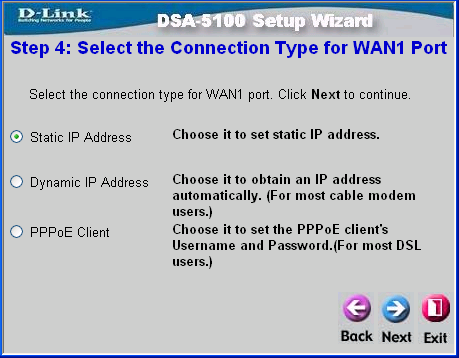 D-Link
Building Networks for People
DSA-5100 Setup Wizard
Step 4: Select the Connection Type for WAN1 Port
Select the connection type for WAN1 port. Click Next to continue.
Static IP Address
Choose it to set static IP address.
Dynamic IP Address
Choose it to obtain an IP address
automatically. (For most cable modem
users.)
PPPoE Client
Choose it to set the PPPoE client's
Username and Password.(For most DSL
users.)
Back Next Exit